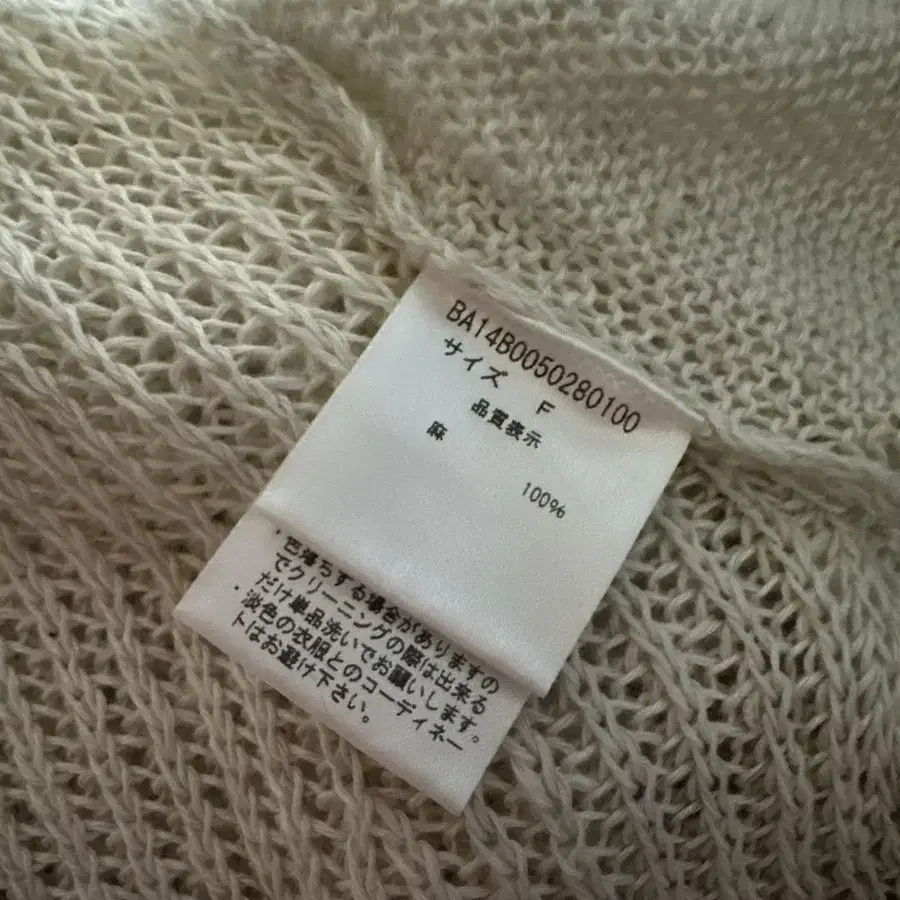 BA14B0050280100
サイズ F
品質表示
麻 100%
・色落ちする場合がありますの
でクリーニングの際は出来る
だけ単品洗いでお願いします。
・淡色の衣服とのコーディネー
トはお避け下さい。